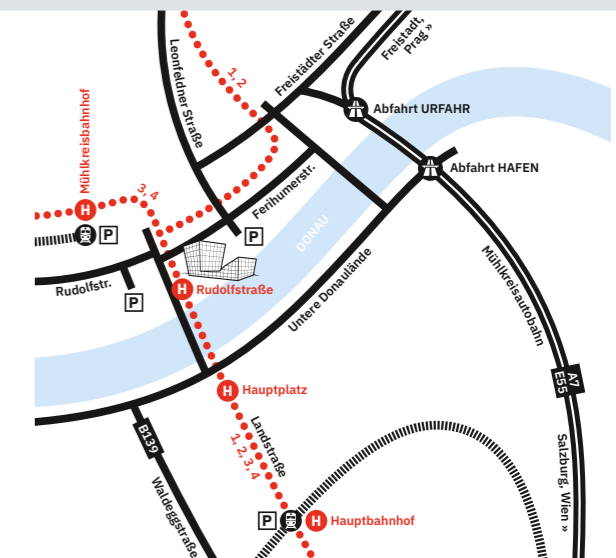 Leonfeldner Straße
1, 2
Freistädter Straße
Freistadt,
Prag »
Abfahrt URFAHR
Abfahrt HAFEN
Mühlkreisbahnhof
H
3, 4
P
Ferihumerstr.
P
DONAU
Rudolfstr.
P
H Rudolfstraße
Untere Donaulände
Mühlkreisautobahn
A7
E55
H Hauptplatz
Landstraße
1, 2, 3, 4
B139
Waldeggstraße
Salzburg, Wien »
P
H Hauptbahnhof